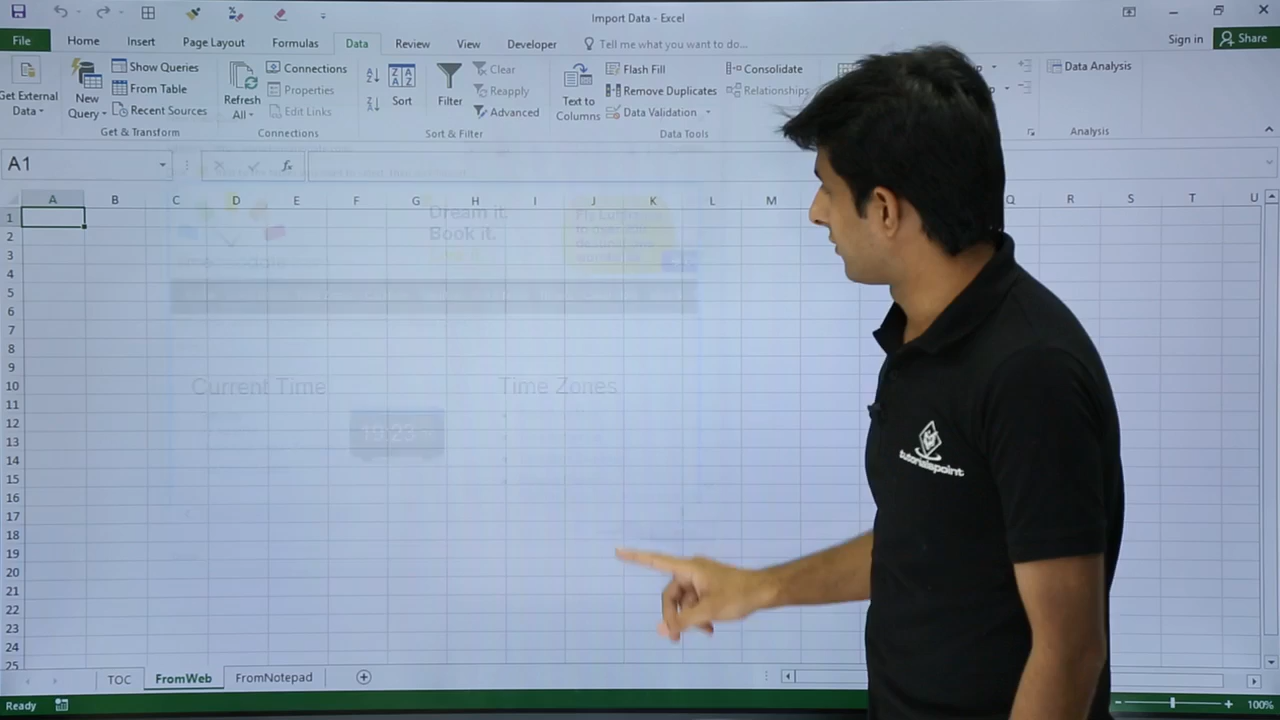 Import Data - Excel
File Home Insert Page Layout Formulas Data Review View Developer Tell me what you want to do... Sign in Share
Get External Data
New Query
Show Queries
From Table
Recent Sources
Get & Transform
Refresh All
Connections
Properties
Edit Links
Connections
Sort
Filter
Clear
Reapply
Advanced
Sort & Filter
Text to Columns
Flash Fill
Remove Duplicates
Data Validation
Consolidate
Relationships
Data Tools
Data Analysis
Analysis
A1
fx
A B C D E F G H I J K L M N Q R S T U
1
2
3
4
5
6
7
8
9
10
11
12
13
14
15
16
17
18
19
20
21
22
23
24
25
Dream it.
Book it.
Current Time
Time Zones
19:23
tutorialspoint
TOC FromWeb FromNotepad
Ready
100%